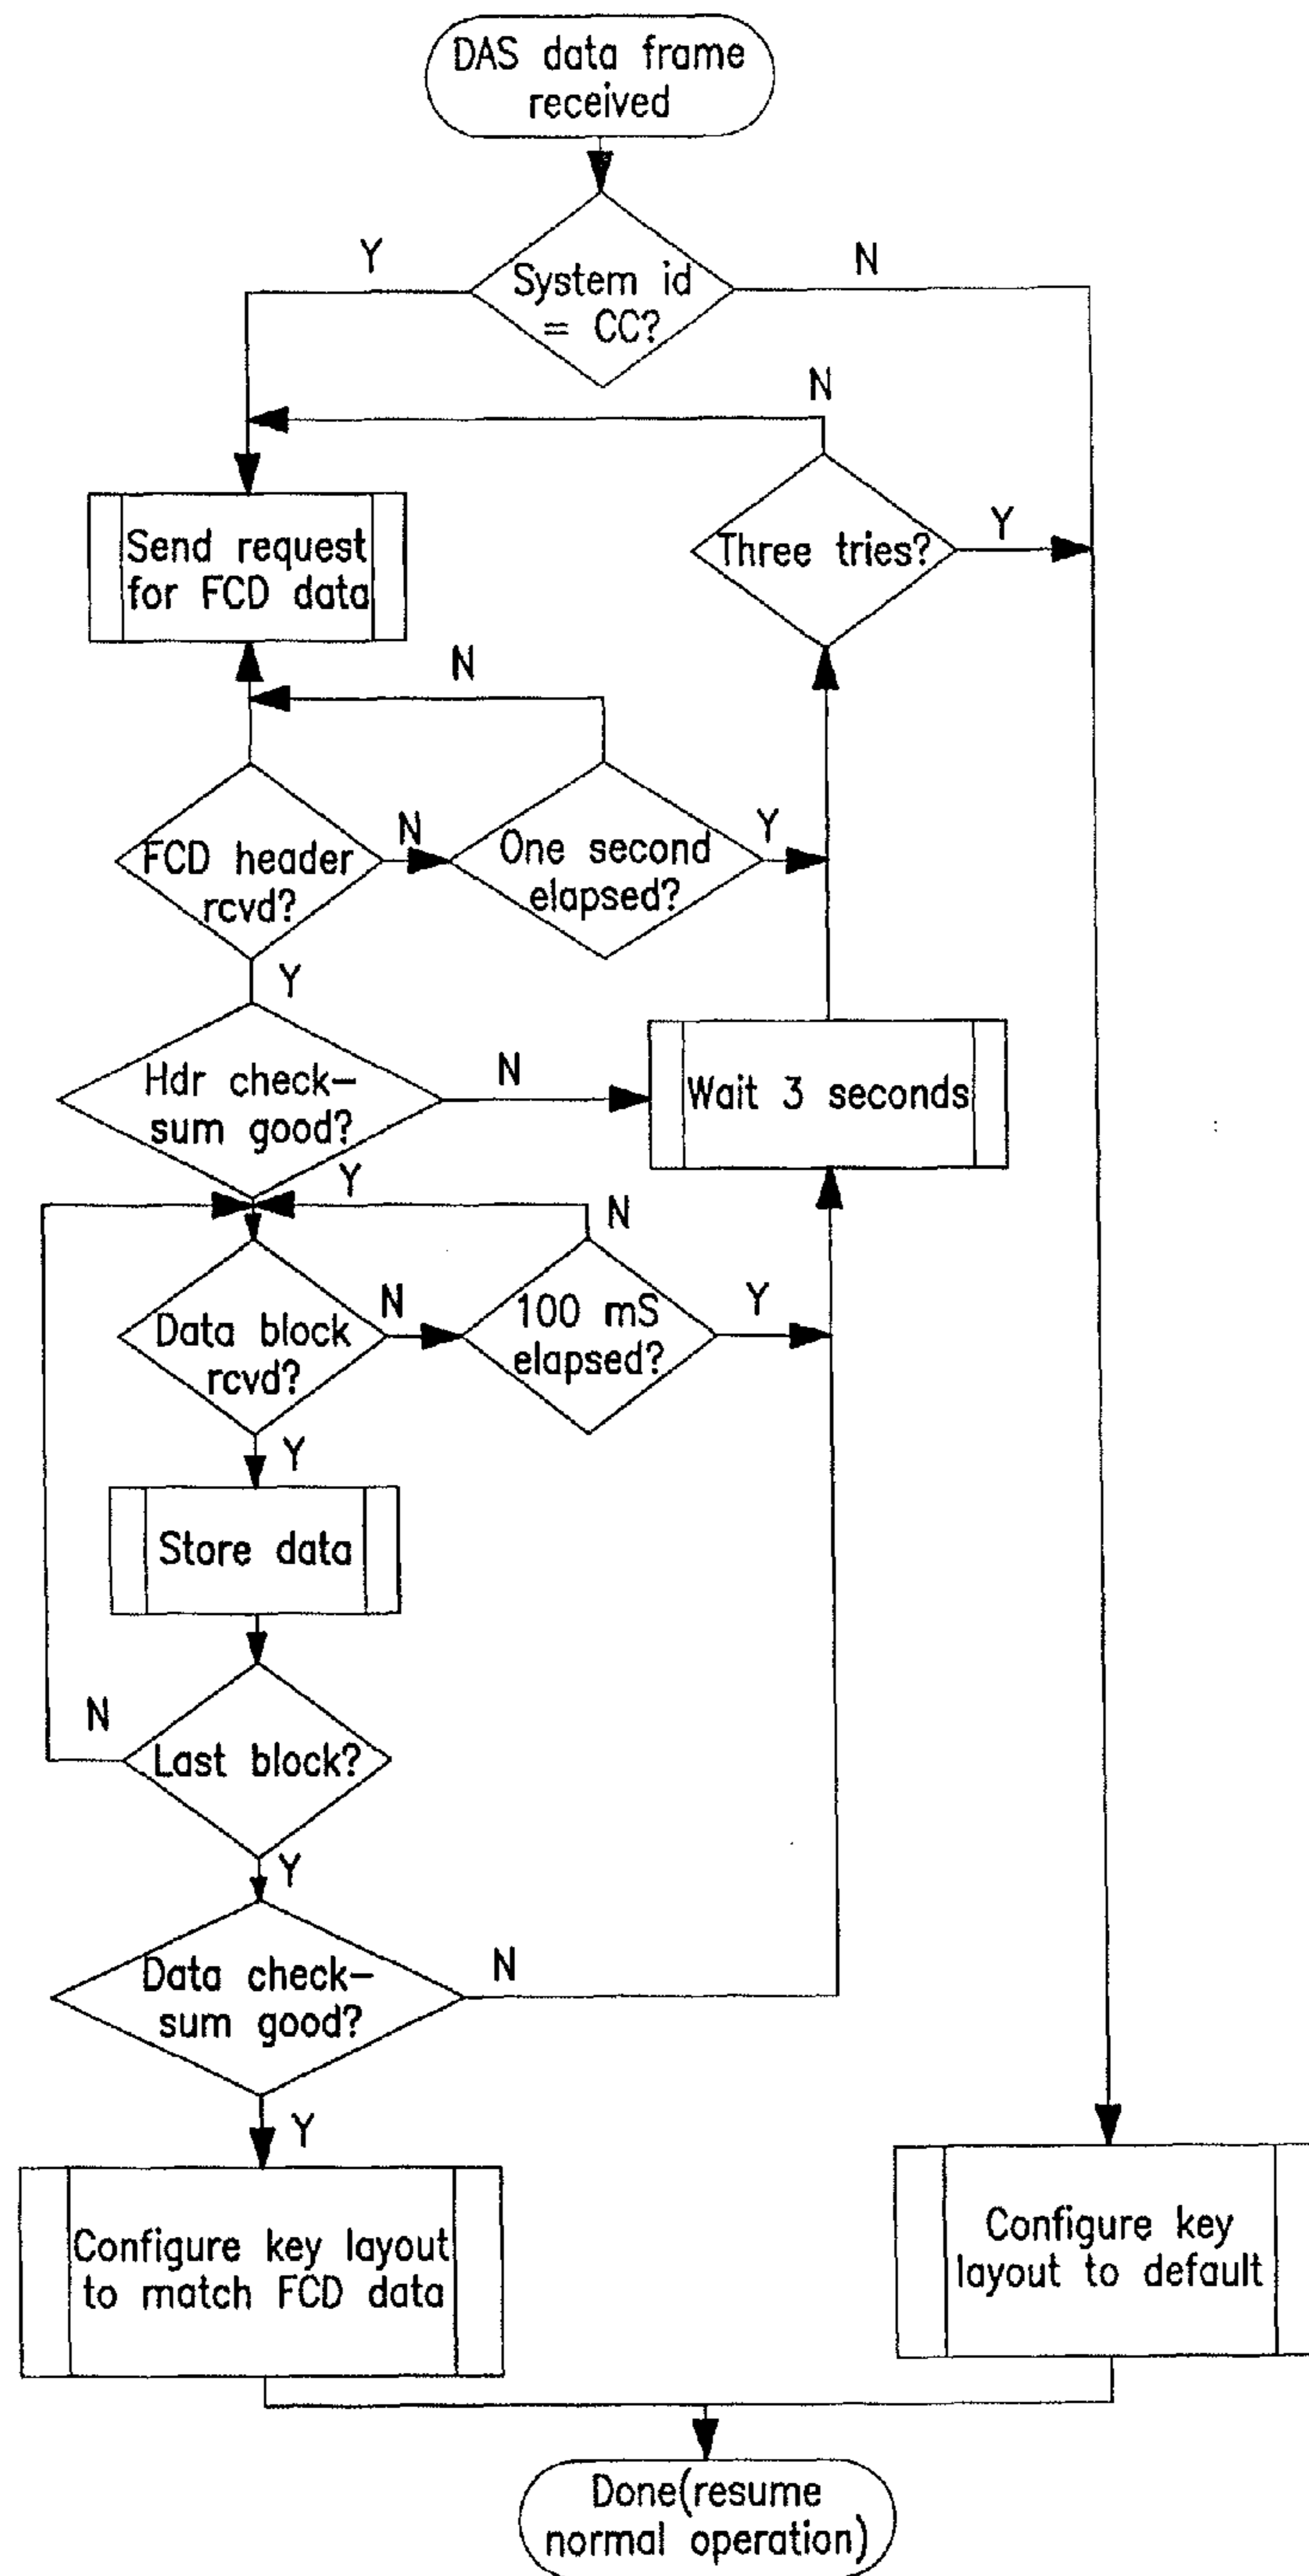 DAS data frame
received
Y
N
System id
= CC?
N
Send request
for FCD data
Three tries?
Y
N
FCD header
rcvd?
N
One second
elapsed?
Y
Y
Hdr check-
sum good?
N
Wait 3 seconds
Y
N
Data block
rcvd?
N
100 mS
elapsed?
Y
Y
Store data
N
Last block?
Y
Data check-
sum good?
N
Y
Configure key layout
to match FCD data
Configure key
layout to default
Done(resume
normal operation)